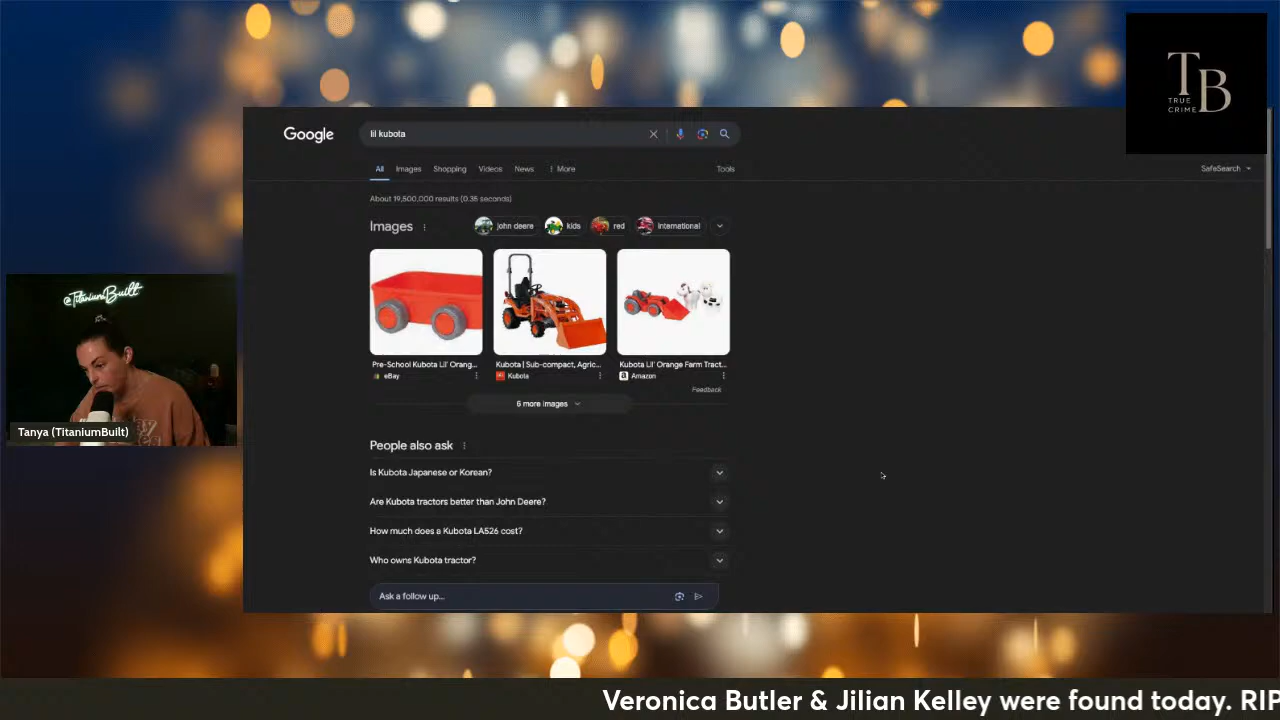 TB
TRUE
CRIME
Google
lil kubota
All Images Shopping Videos News More Tools
SafeSearch
About 19,500,000 results (0.35 seconds)
Images john deere kids red international
Pre-School Kubota Lil' Orang... Kubota | Sub-compact, Agric... Kubota Lil' Orange Farm Tract...
eBay Kubota Amazon
Feedback
6 more images
People also ask
Is Kubota Japanese or Korean?
Are Kubota tractors better than John Deere?
How much does a Kubota LA526 cost?
Who owns Kubota tractor?
Ask a follow up...
@TitaniumBuilt
Tanya (TitaniumBuilt)
Veronica Butler & Jilian Kelley were found today. RIP